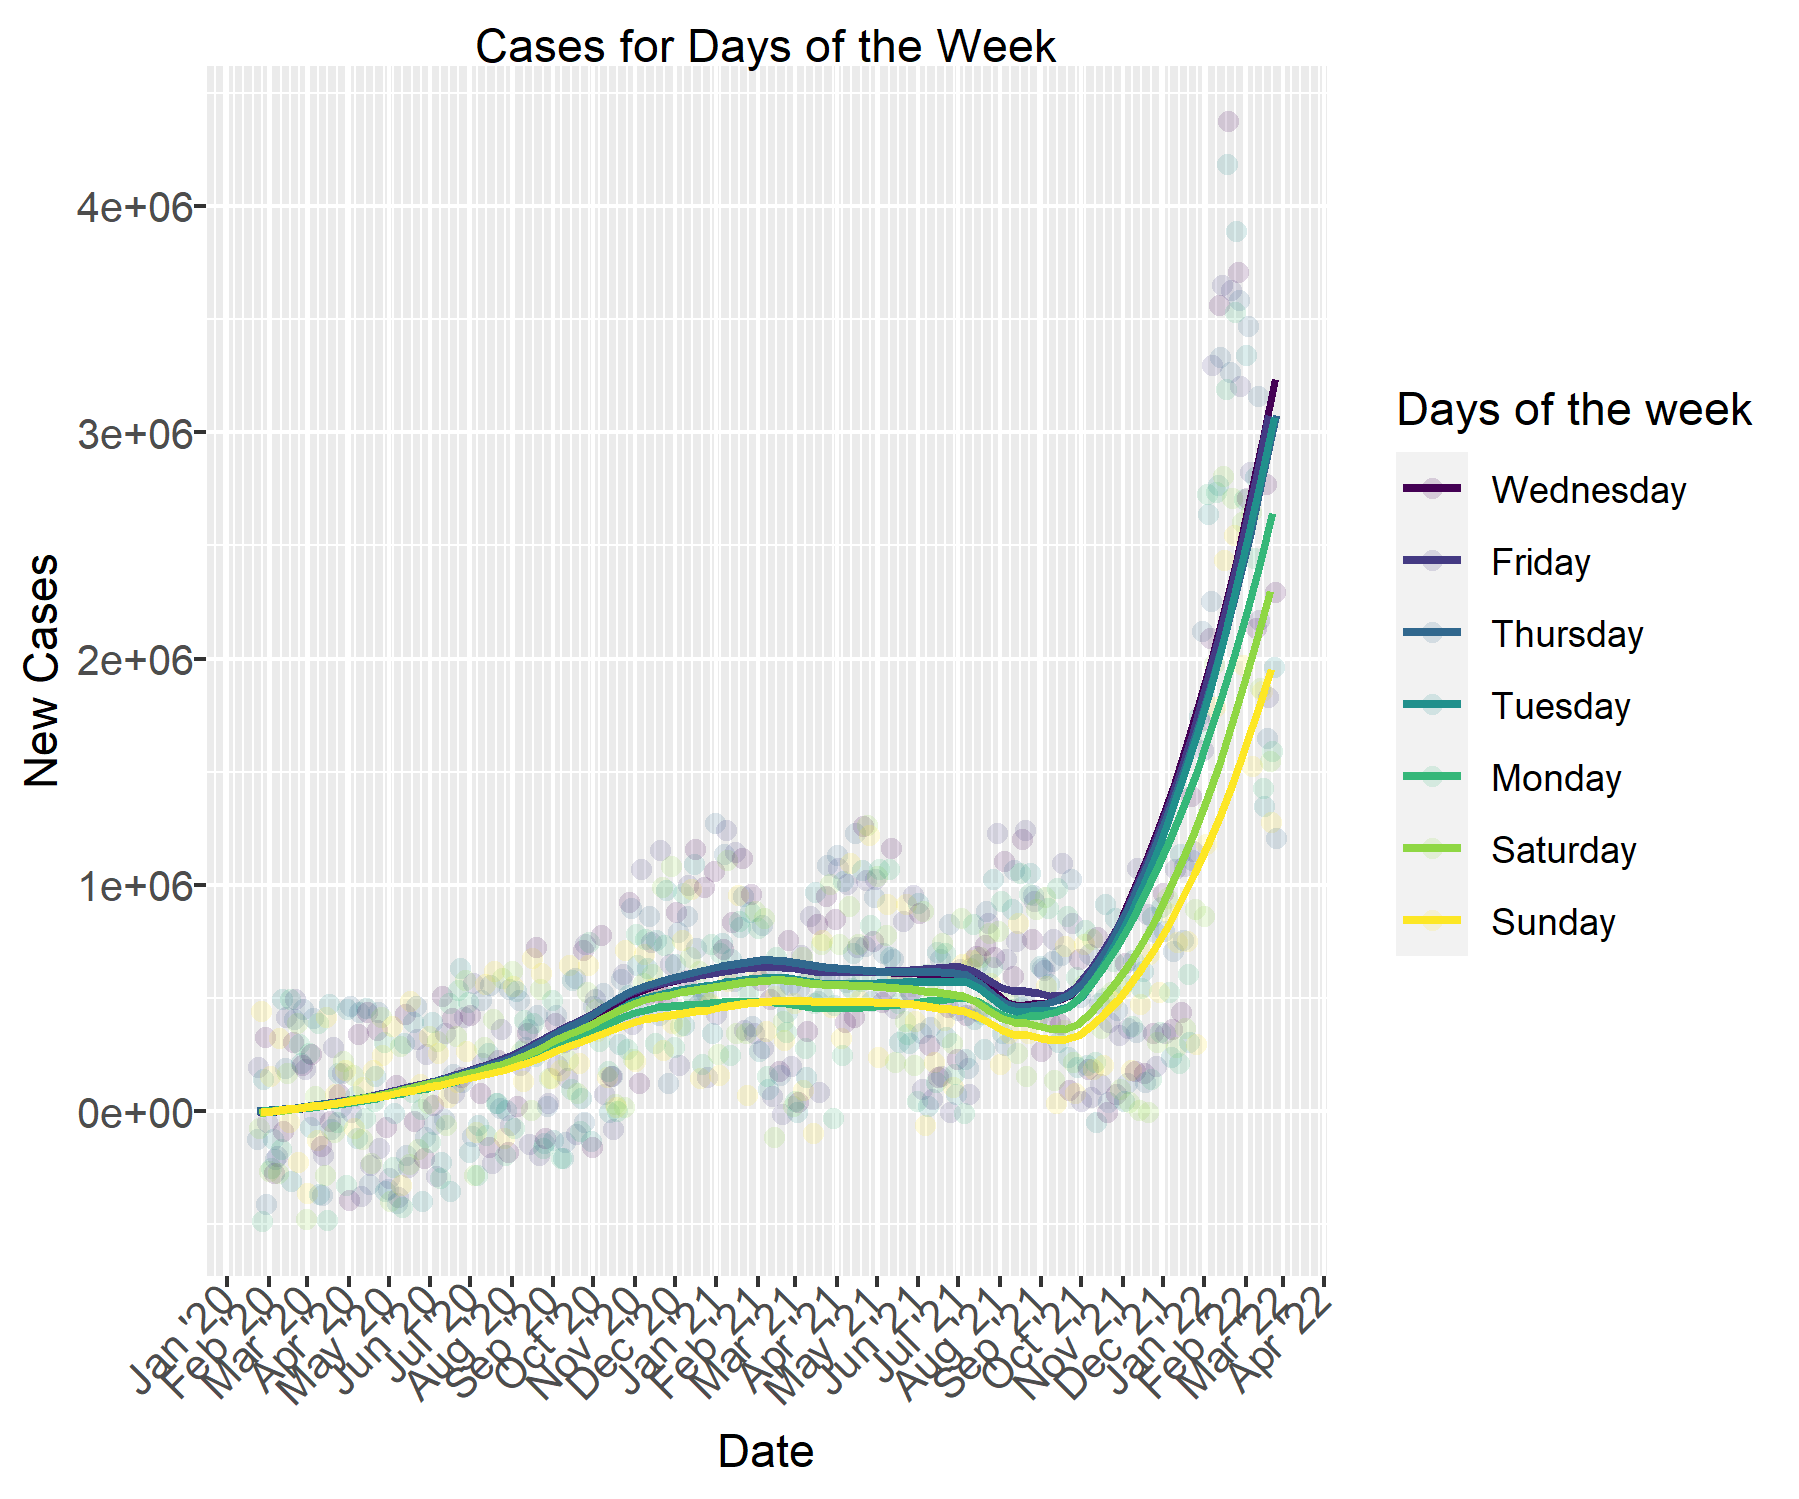 Cases for Days of the Week
New Cases
4e+06
3e+06
2e+06
1e+06
0e+00
Jan '20
Feb '20
Mar '20
Apr '20
May '20
Jun '20
Jul '20
Aug '20
Sep '20
Oct '20
Nov '20
Dec '20
Jan '21
Feb '21
Mar '21
Apr '21
May '21
Jun '21
Jul '21
Aug '21
Sep '21
Oct '21
Nov '21
Dec '21
Jan '22
Feb '22
Mar '22
Apr '22
Date
Days of the week
Wednesday
Friday
Thursday
Tuesday
Monday
Saturday
Sunday